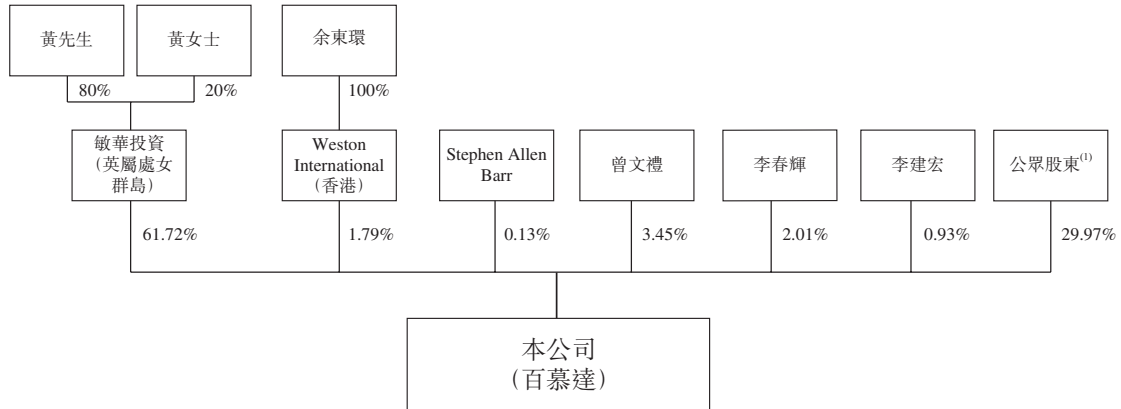 黃先生
黃女士
余東環
80%
20%
100%
敏華投資
（英屬處女
群島）
Weston
International
（香港）
Stephen Allen
Barr
曾文禮
李春輝
李建宏
公眾股東(1)
61.72%
1.79%
0.13%
3.45%
2.01%
0.93%
29.97%
本公司
（百慕達）